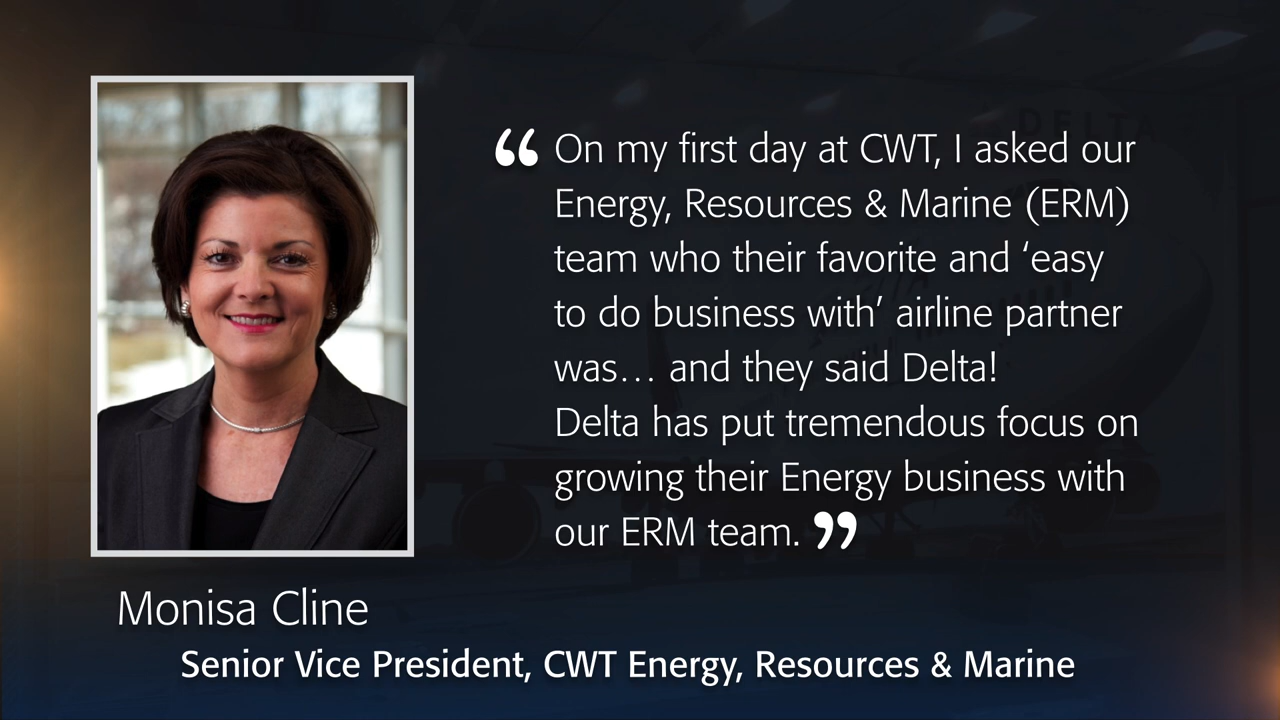 “ On my first day at CWT, I asked our
Energy, Resources & Marine (ERM)
team who their favorite and ‘easy
to do business with’ airline partner
was… and they said Delta!
Delta has put tremendous focus on
growing their Energy business with
our ERM team. ”
Monisa Cline
Senior Vice President, CWT Energy, Resources & Marine
DELTA